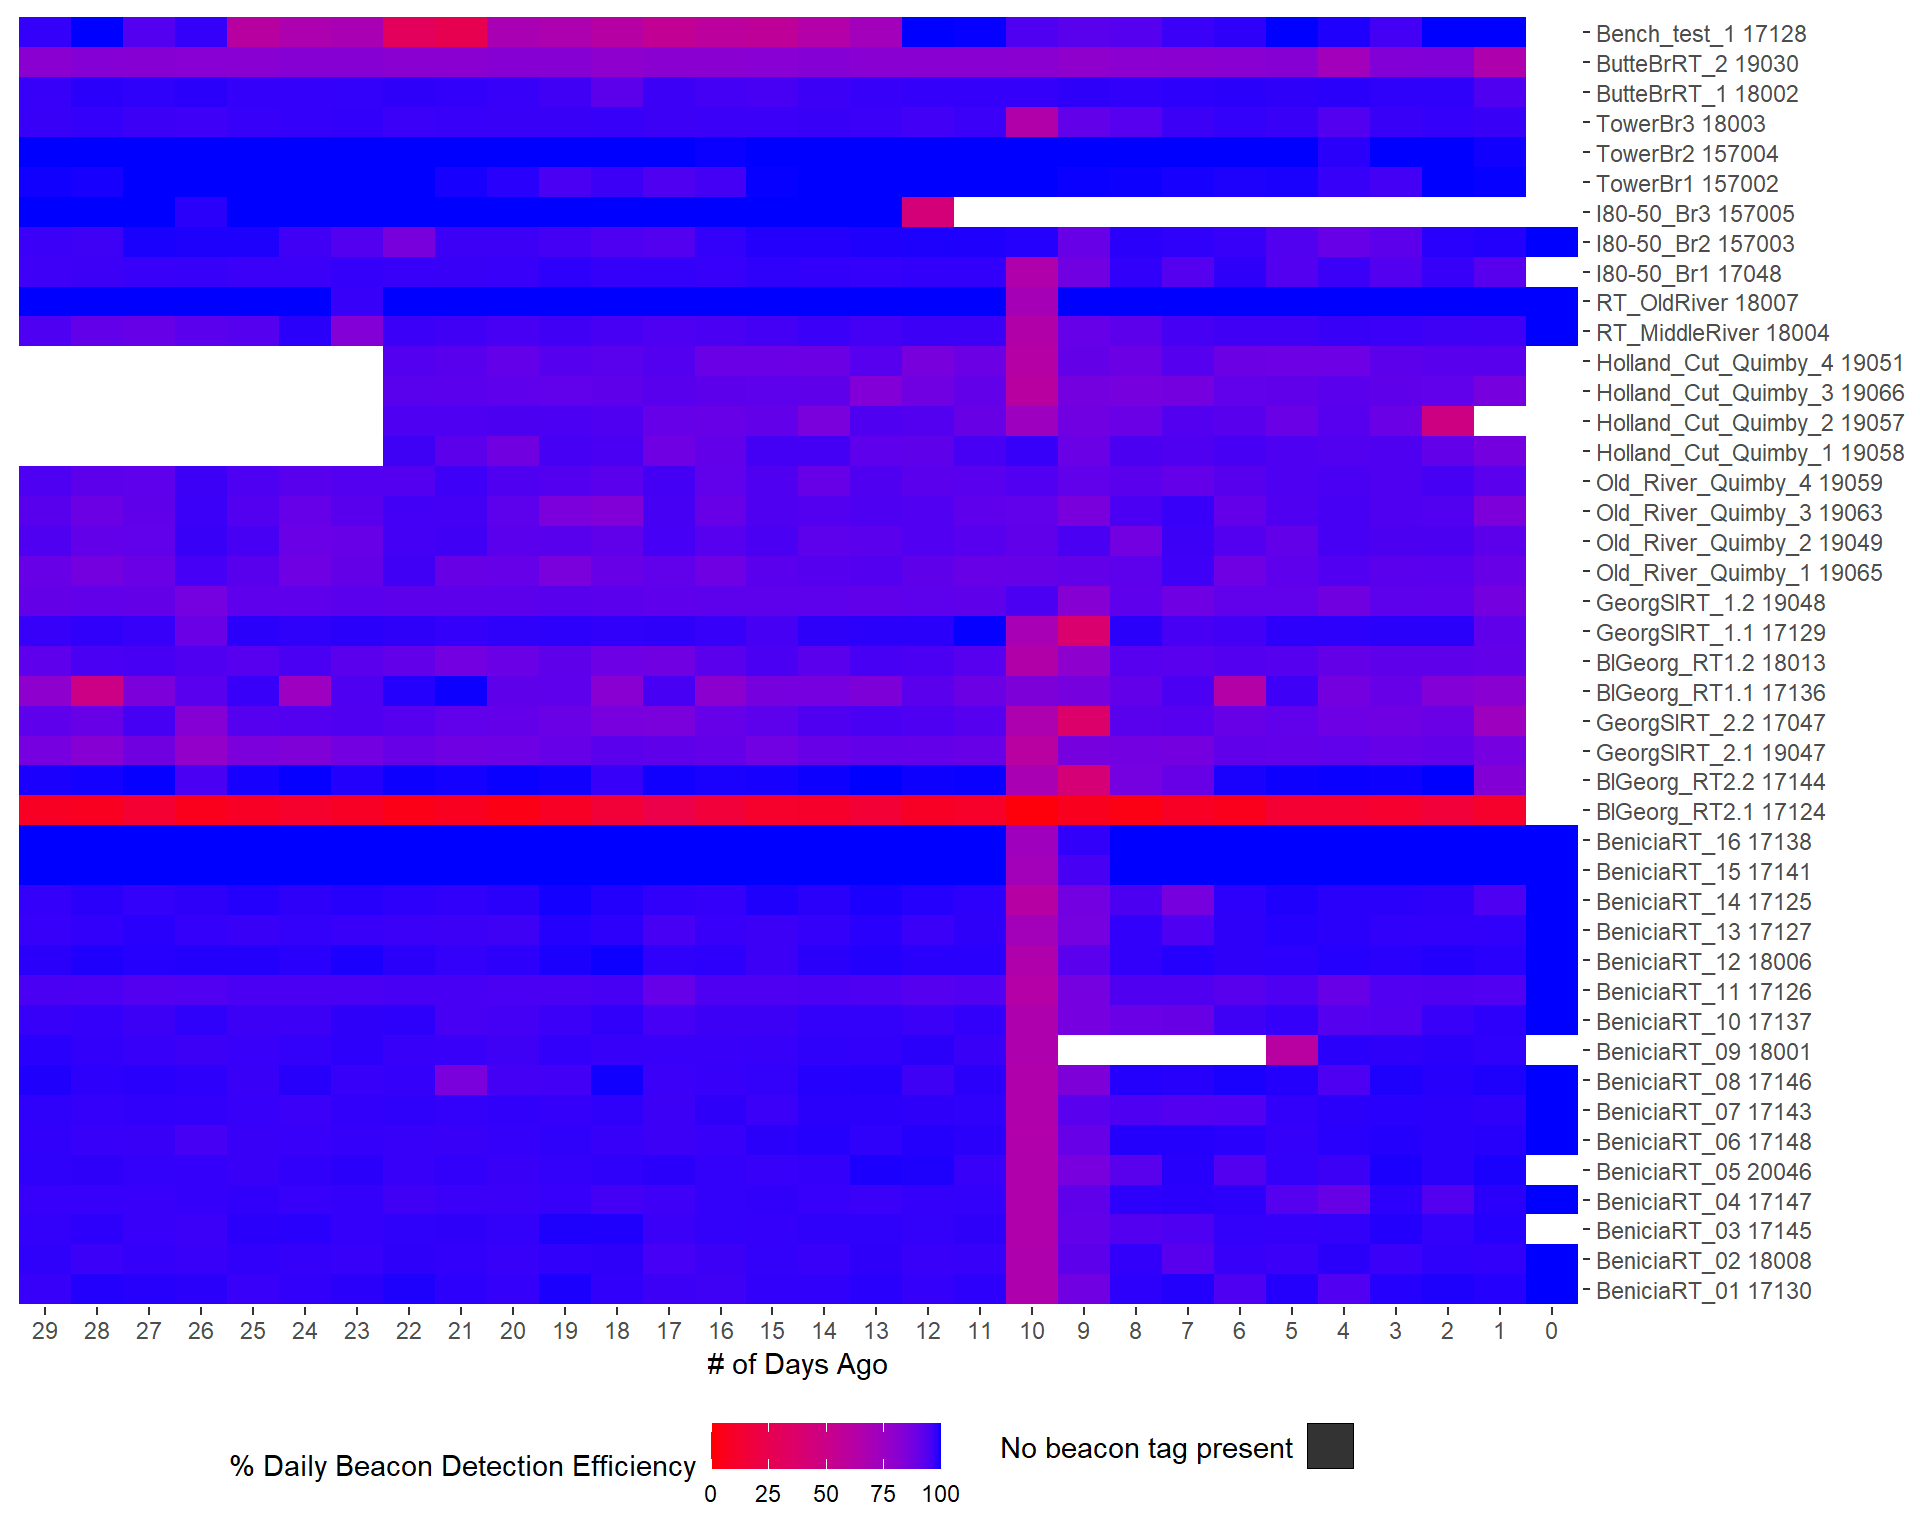 Bench_test_1 17128
ButteBrRT_2 19030
ButteBrRT_1 18002
TowerBr3 18003
TowerBr2 157004
TowerBr1 157002
I80-50_Br3 157005
I80-50_Br2 157003
I80-50_Br1 17048
RT_OldRiver 18007
RT_MiddleRiver 18004
Holland_Cut_Quimby_4 19051
Holland_Cut_Quimby_3 19066
Holland_Cut_Quimby_2 19057
Holland_Cut_Quimby_1 19058
Old_River_Quimby_4 19059
Old_River_Quimby_3 19063
Old_River_Quimby_2 19049
Old_River_Quimby_1 19065
GeorgSlRT_1.2 19048
GeorgSlRT_1.1 17129
BlGeorg_RT1.2 18013
BlGeorg_RT1.1 17136
GeorgSlRT_2.2 17047
GeorgSlRT_2.1 19047
BlGeorg_RT2.2 17144
BlGeorg_RT2.1 17124
BeniciaRT_16 17138
BeniciaRT_15 17141
BeniciaRT_14 17125
BeniciaRT_13 17127
BeniciaRT_12 18006
BeniciaRT_11 17126
BeniciaRT_10 17137
BeniciaRT_09 18001
BeniciaRT_08 17146
BeniciaRT_07 17143
BeniciaRT_06 17148
BeniciaRT_05 20046
BeniciaRT_04 17147
BeniciaRT_03 17145
BeniciaRT_02 18008
BeniciaRT_01 17130
29 28 27 26 25 24 23 22 21 20 19 18 17 16 15 14 13 12 11 10 9 8 7 6 5 4 3 2 1 0
# of Days Ago
% Daily Beacon Detection Efficiency
0 25 50 75 100
No beacon tag present